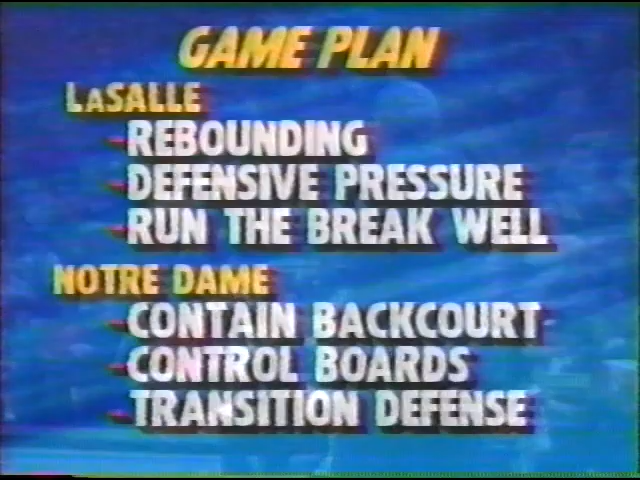 GAME PLAN
LASALLE
-REBOUNDING
-DEFENSIVE PRESSURE
-RUN THE BREAK WELL
NOTRE DAME
-CONTAIN BACKCOURT
-CONTROL BOARDS
-TRANSITION DEFENSE